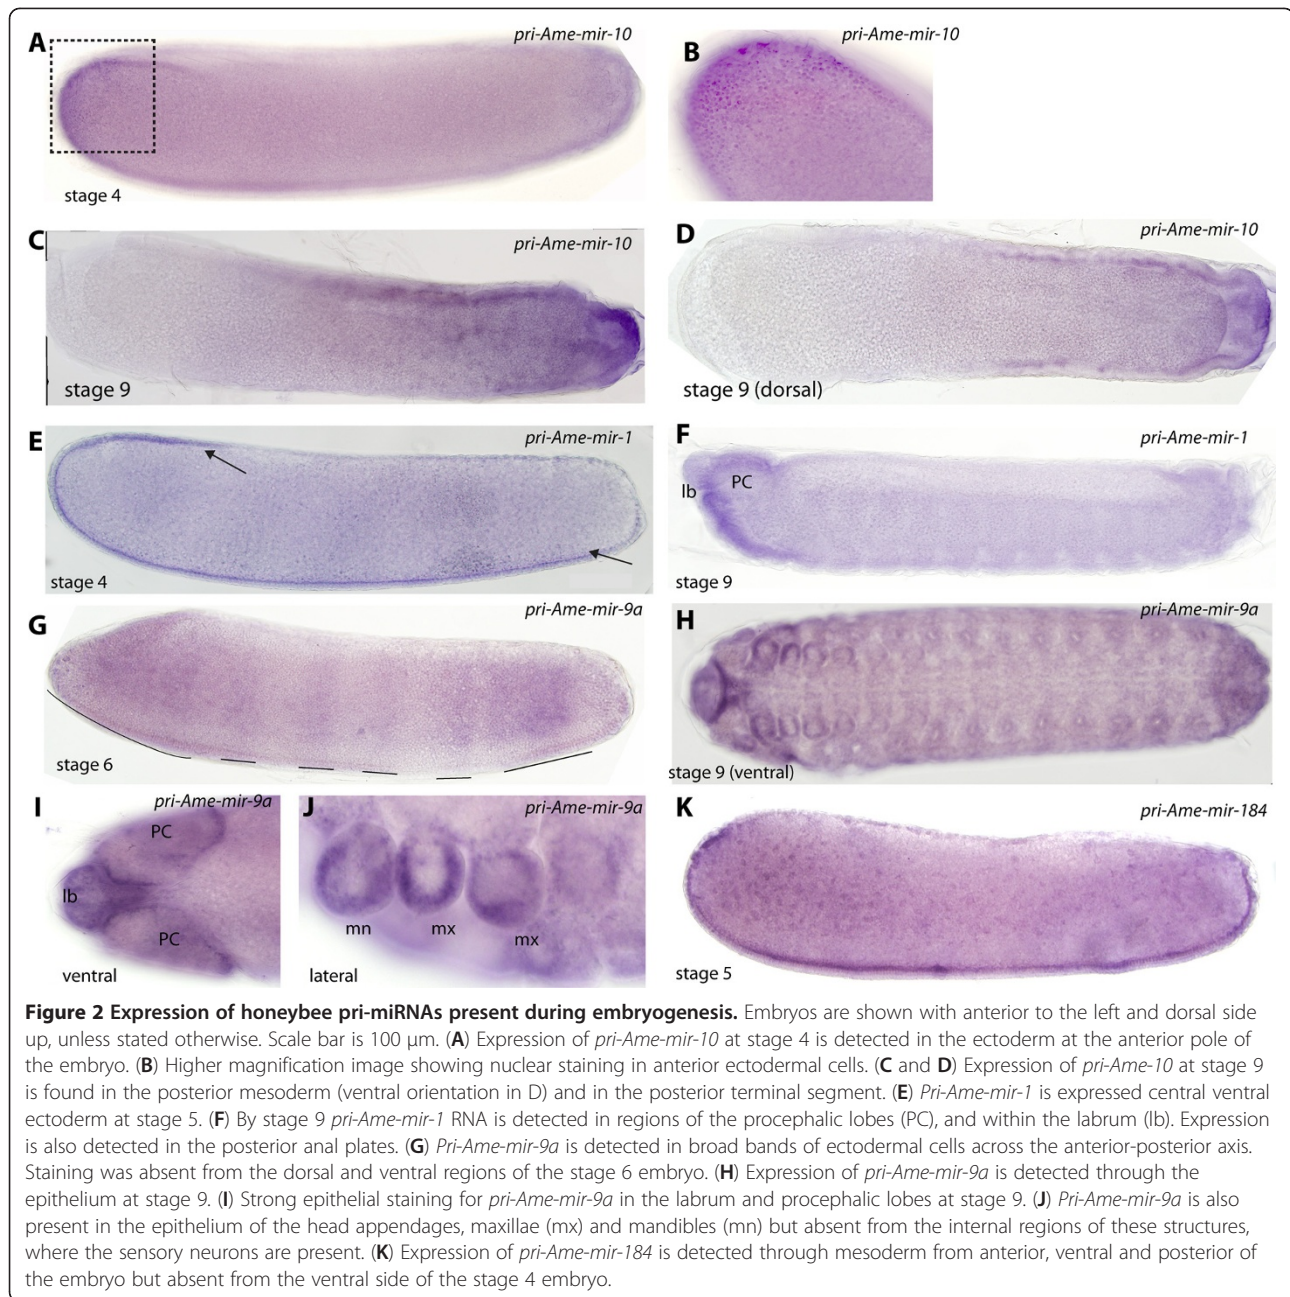 A
pri-Ame-mir-10
stage 4
B
pri-Ame-mir-10
C
pri-Ame-mir-10
stage 9
D
pri-Ame-mir-10
stage 9 (dorsal)
E
pri-Ame-mir-1
stage 4
F
pri-Ame-mir-1
lb
PC
stage 9
G
pri-Ame-mir-9a
stage 6
H
pri-Ame-mir-9a
stage 9 (ventral)
I
pri-Ame-mir-9a
PC
lb
PC
ventral
J
pri-Ame-mir-9a
mn
mx
mx
lateral
K
pri-Ame-mir-184
stage 5
Figure 2 Expression of honeybee pri-miRNAs present during embryogenesis. Embryos are shown with anterior to the left and dorsal side
up, unless stated otherwise. Scale bar is 100 μm. (A) Expression of pri-Ame-mir-10 at stage 4 is detected in the ectoderm at the anterior pole of
the embryo. (B) Higher magnification image showing nuclear staining in anterior ectodermal cells. (C and D) Expression of pri-Ame-10 at stage 9
is found in the posterior mesoderm (ventral orientation in D) and in the posterior terminal segment. (E) Pri-Ame-mir-1 is expressed central ventral
ectoderm at stage 5. (F) By stage 9 pri-Ame-mir-1 RNA is detected in regions of the procephalic lobes (PC), and within the labrum (lb). Expression
is also detected in the posterior anal plates. (G) Pri-Ame-mir-9a is detected in broad bands of ectodermal cells across the anterior-posterior axis.
Staining was absent from the dorsal and ventral regions of the stage 6 embryo. (H) Expression of pri-Ame-mir-9a is detected through the
epithelium at stage 9. (I) Strong epithelial staining for pri-Ame-mir-9a in the labrum and procephalic lobes at stage 9. (J) Pri-Ame-mir-9a is also
present in the epithelium of the head appendages, maxillae (mx) and mandibles (mn) but absent from the internal regions of these structures,
where the sensory neurons are present. (K) Expression of pri-Ame-mir-184 is detected through mesoderm from anterior, ventral and posterior of
the embryo but absent from the ventral side of the stage 4 embryo.